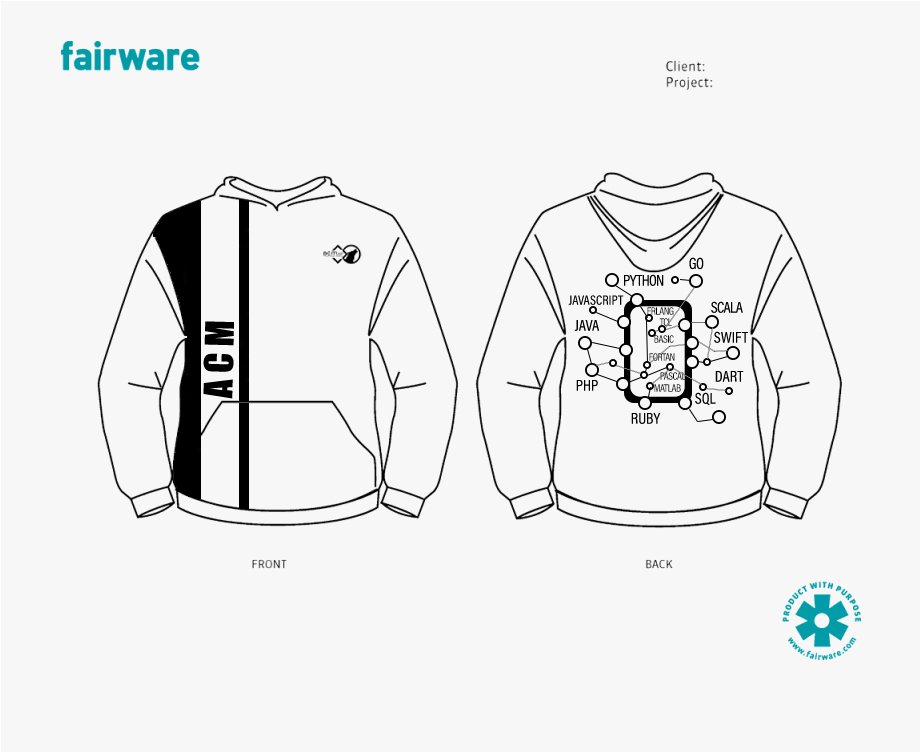 fairware
Client:
Project:
ACM
GO
PYTHON
JAVASCRIPT
ERLANG
SCALA
TCL
JAVA
BASIC
SWIFT
FORTAN
PASCAL
DART
PHP
MATLAB
SQL
RUBY
FRONT
BACK
PRODUCT WITH PURPOSE
www.fairware.com